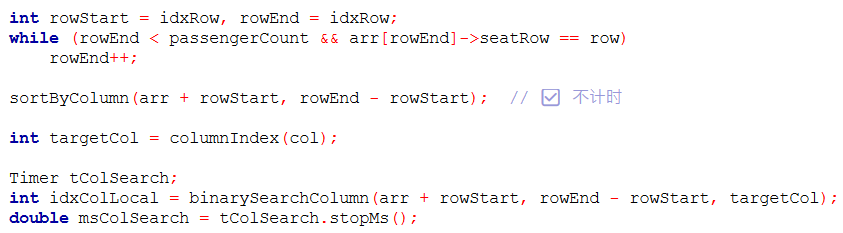 int rowStart = idxRow, rowEnd = idxRow;
while (rowEnd < passengerCount && arr[rowEnd]->seatRow == row)
    rowEnd++;
sortByColumn(arr + rowStart, rowEnd - rowStart);  // ☑ 不计时
int targetCol = columnIndex(col);
Timer tColSearch;
int idxColLocal = binarySearchColumn(arr + rowStart, rowEnd - rowStart, targetCol);
double msColSearch = tColSearch.stopMs();